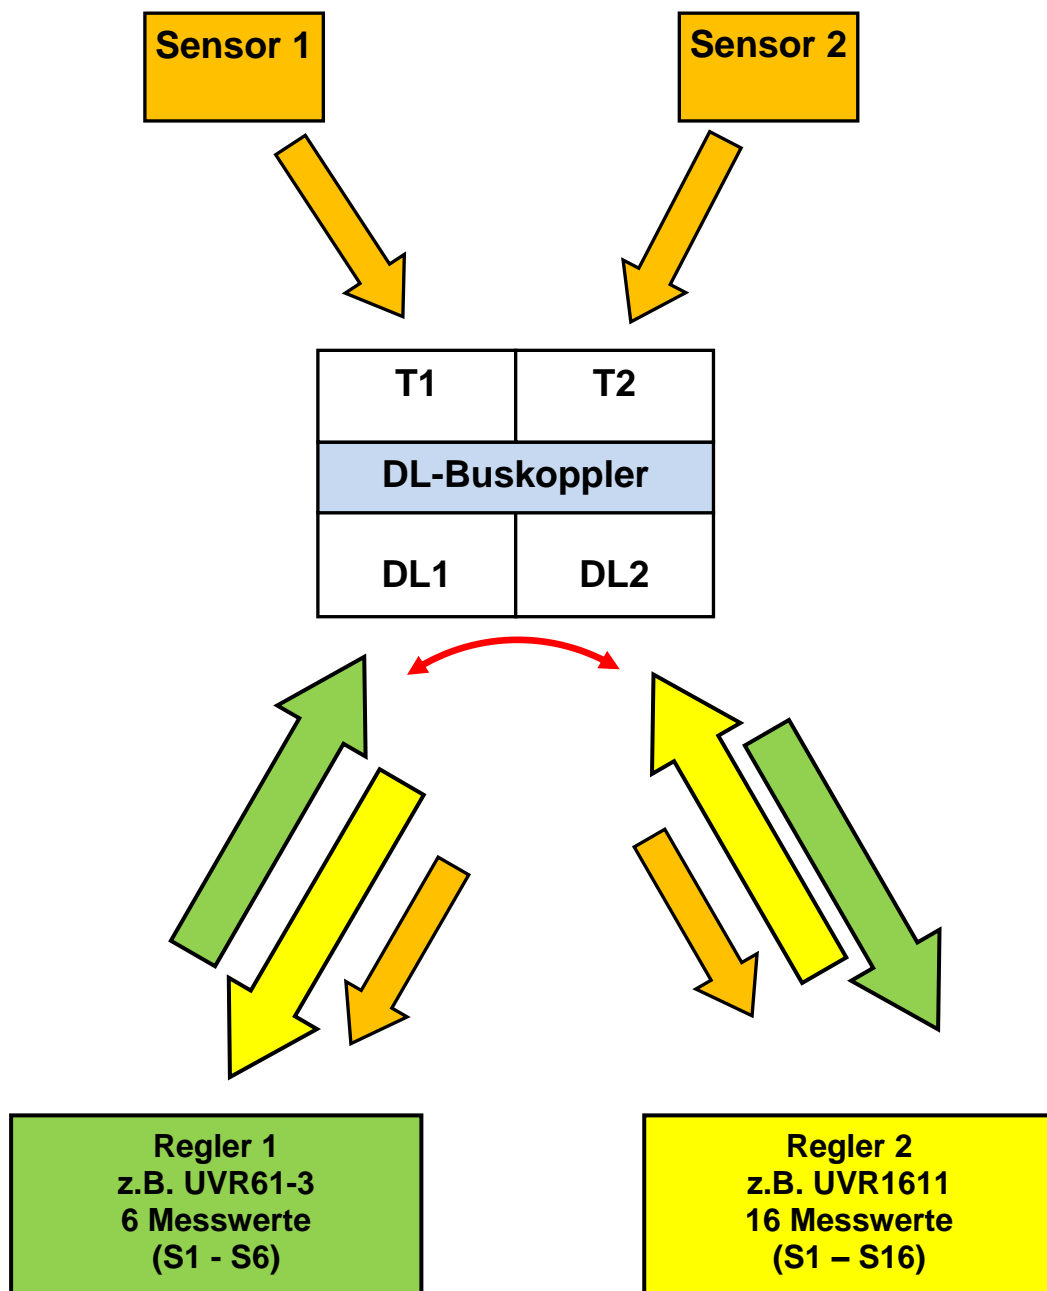 Sensor 1
Sensor 2
T1
T2
DL-Buskoppler
DL1
DL2
Regler 1
z.B. UVR61-3
6 Messwerte
(S1 - S6)
Regler 2
z.B. UVR1611
16 Messwerte
(S1 – S16)